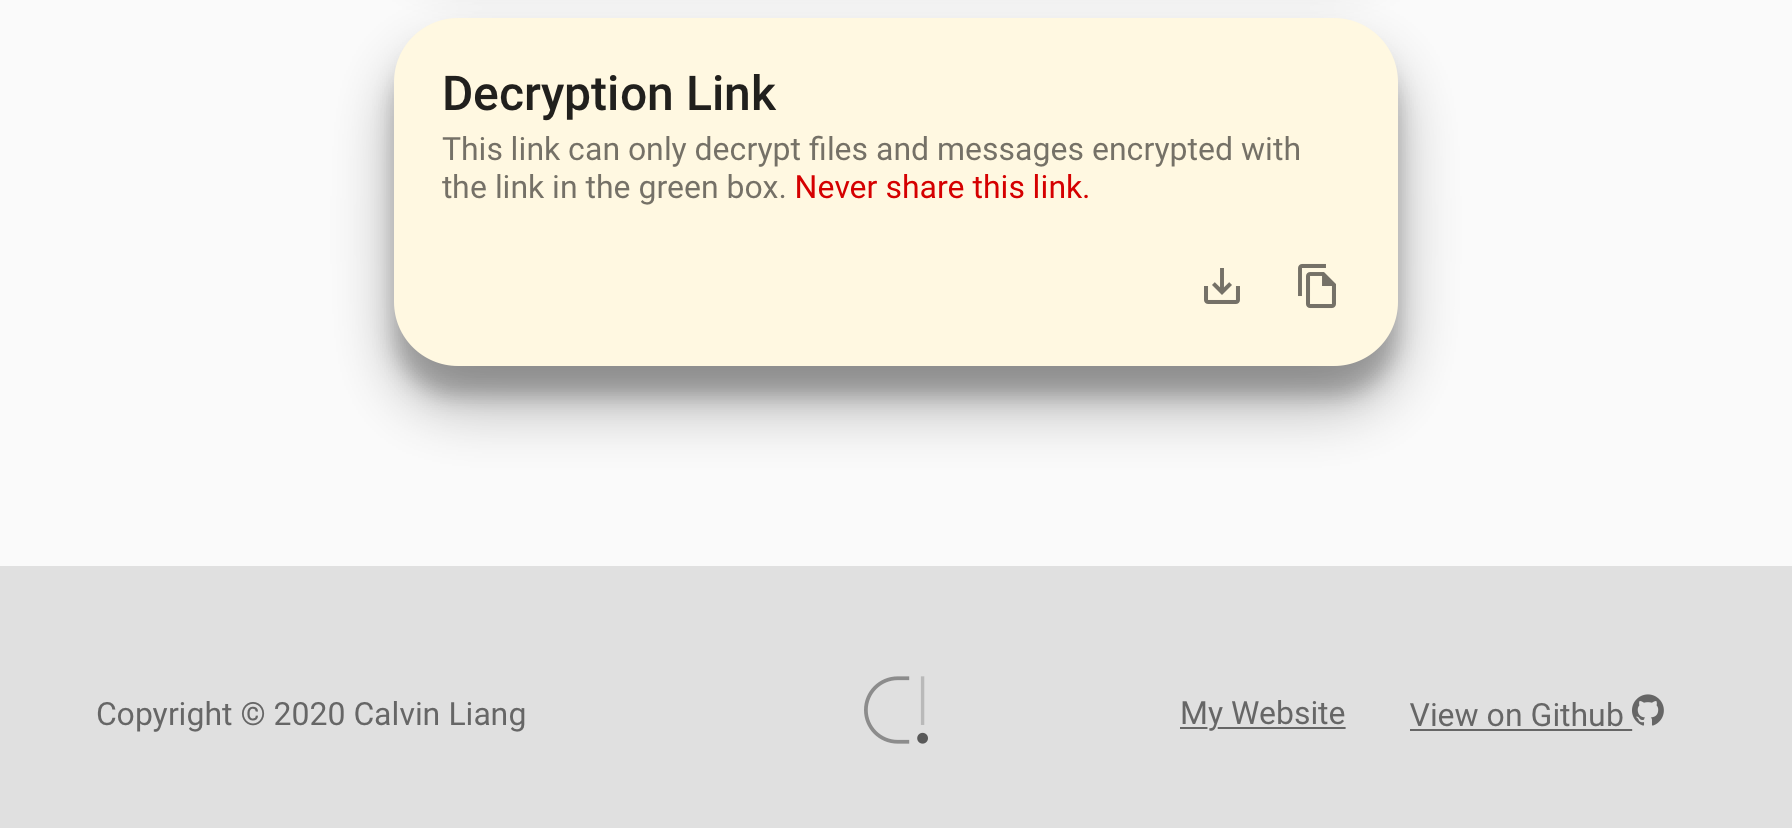 Decryption Link
This link can only decrypt files and messages encrypted with
the link in the green box. Never share this link.
Copyright © 2020 Calvin Liang
My Website
View on Github